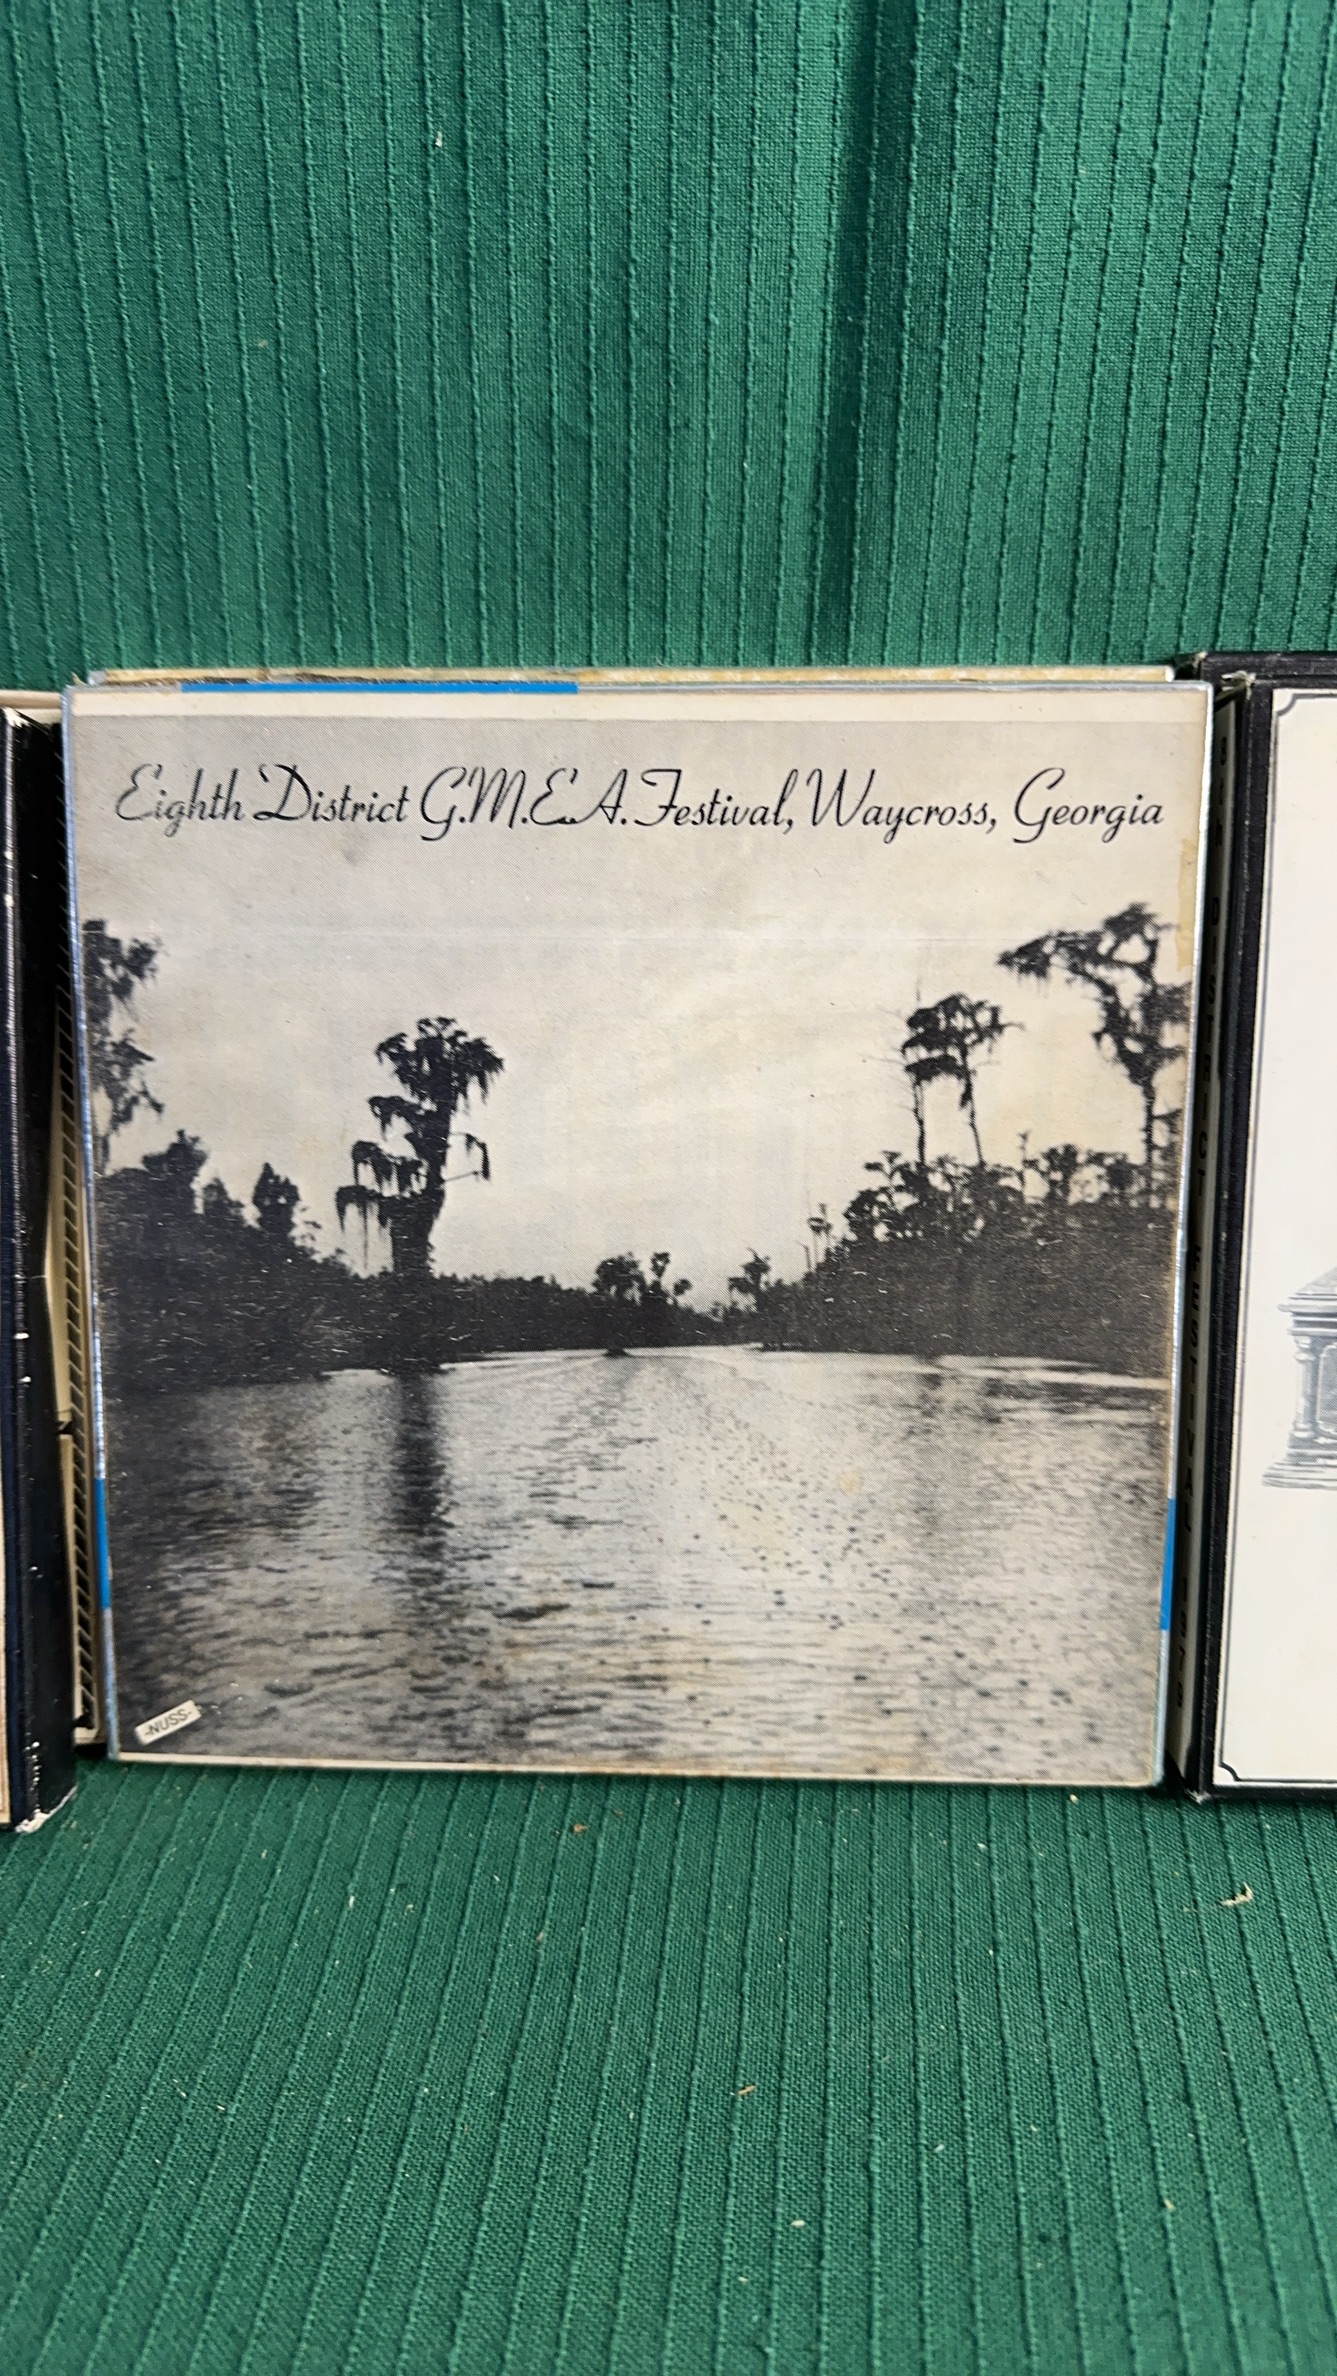 Eighth District G.M.E.A. Festival, Waycross, Georgia
-NUSS-